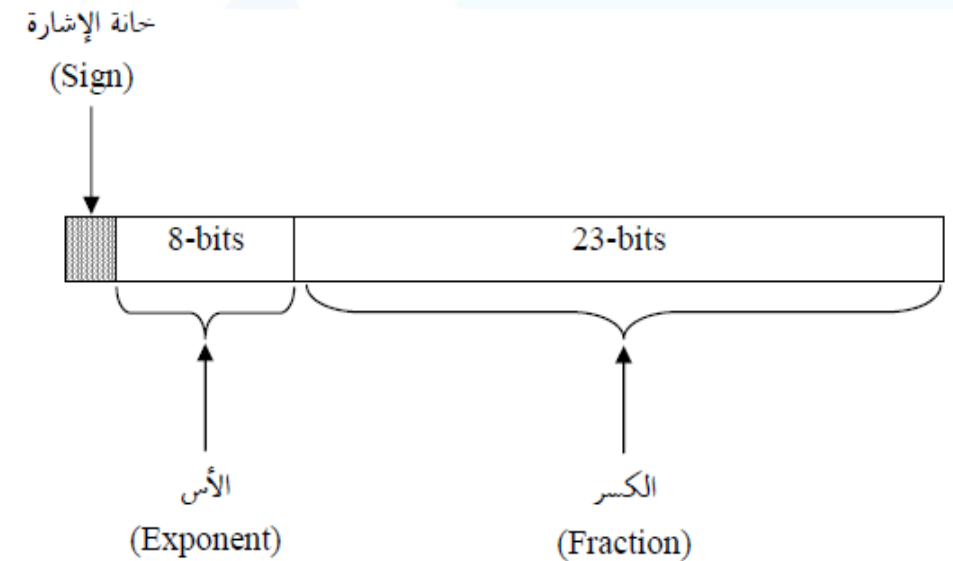 خانة الإشارة
(Sign)
8-bits
23-bits
الأس
(Exponent)
الكسر
(Fraction)